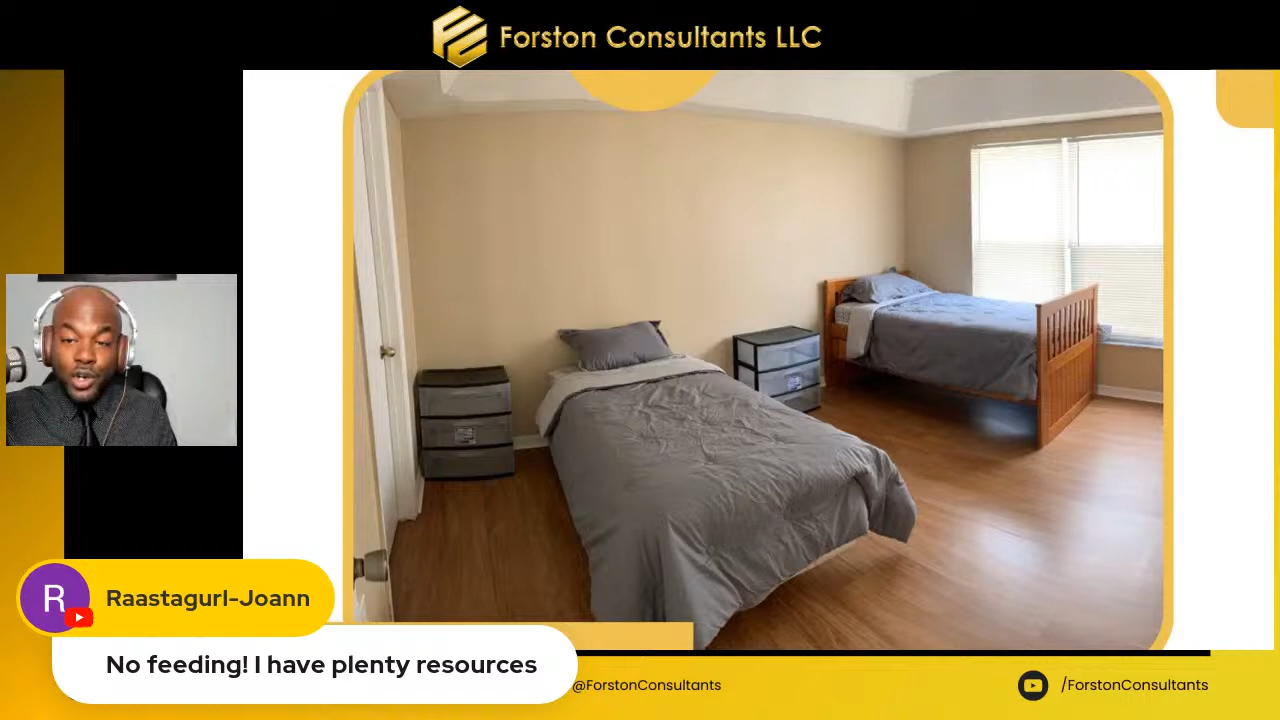 Forston Consultants LLC
R
Raastagurl-Joann
No feeding! I have plenty resources
@ForstonConsultants
/ForstonConsultants